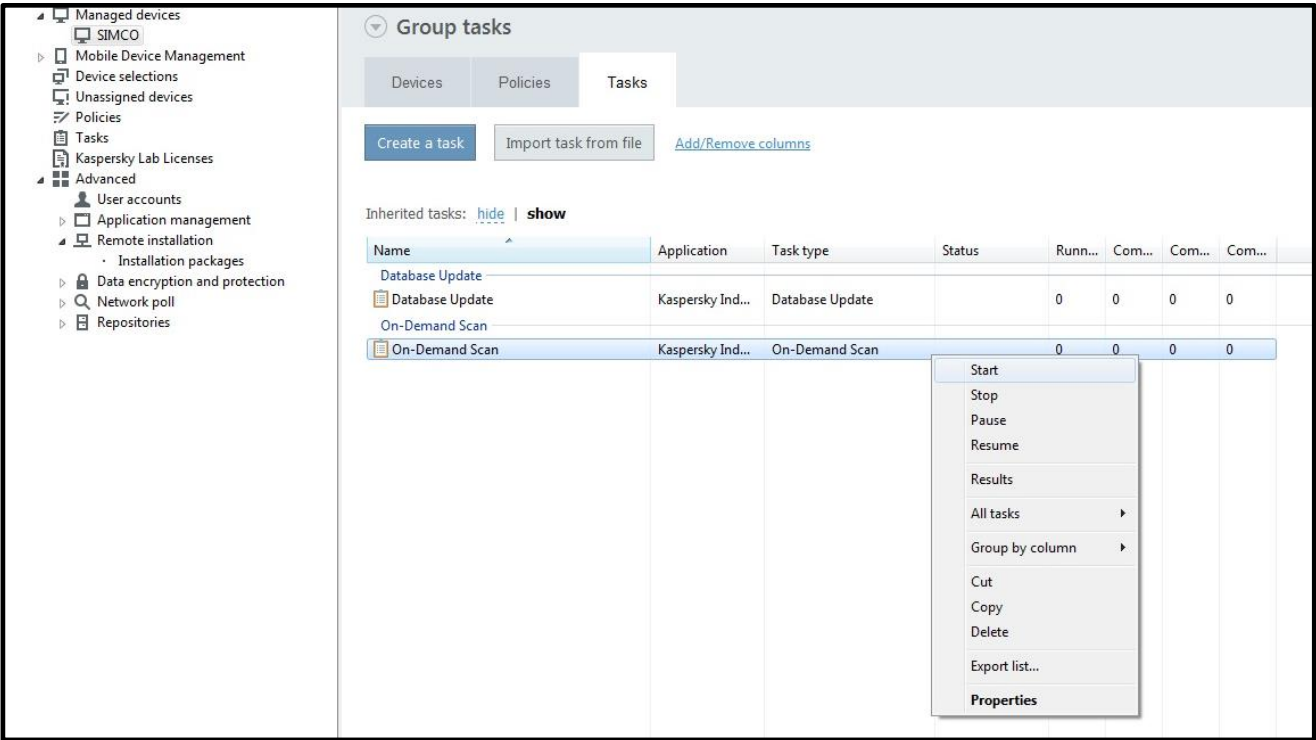 Managed devices
SIMCO
Mobile Device Management
Device selections
Unassigned devices
Policies
Tasks
Kaspersky Lab Licenses
Advanced
User accounts
Application management
Remote installation
Installation packages
Data encryption and protection
Network poll
Repositories
Group tasks
Devices Policies Tasks
Create a task Import task from file Add/Remove columns
Inherited tasks: hide | show
Name Application Task type Status Runn... Com... Com... Com...
Database Update
Database Update Kaspersky Ind... Database Update 0 0 0 0
On-Demand Scan
On-Demand Scan Kaspersky Ind... On-Demand Scan 0 0 0 0
Start
Stop
Pause
Resume
Results
All tasks
Group by column
Cut
Copy
Delete
Export list...
Properties